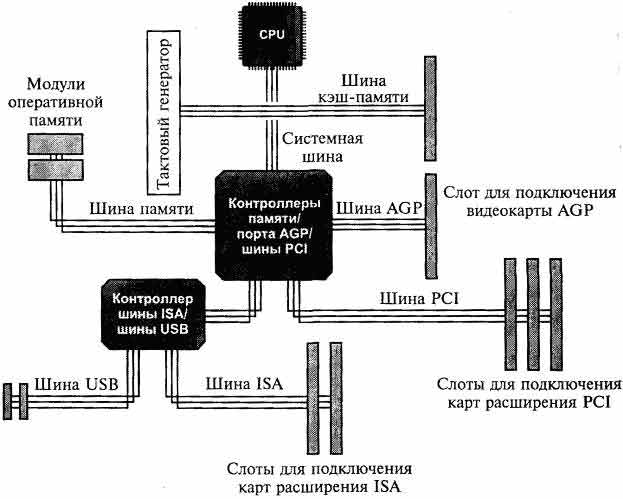 CPU
Модули
оперативной
памяти
Тактовый генератор
Шина
кэш-памяти
Системная
шина
Шина памяти
Контроллеры
памяти/
порта AGP/
шины PCI
Шина AGP
Слот для подключения
видеокарты AGP
Контроллер
шины ISA/
шины USB
Шина PCI
Шина USB
Шина ISA
Слоты для подключения
карт расширения PCI
Слоты для подключения
карт расширения ISA